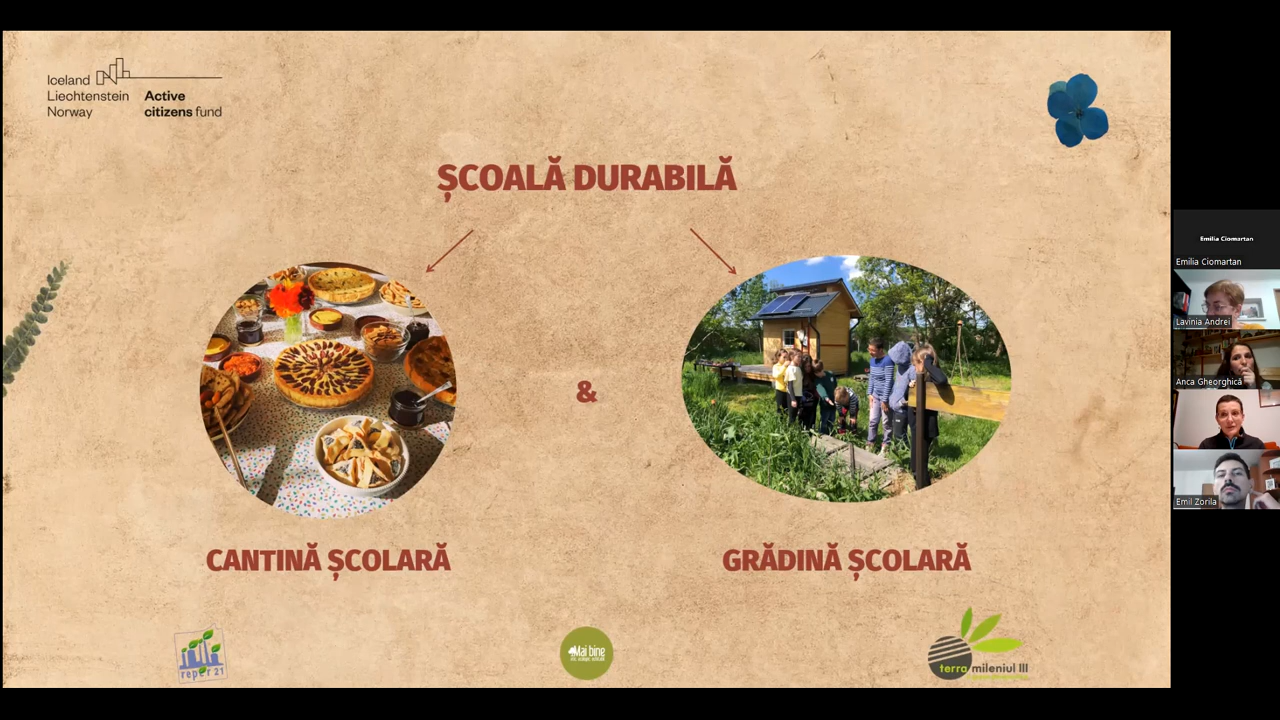 Iceland
Liechtenstein
Norway
Active
citizens fund
ȘCOALĂ DURABILĂ
&
CANTINĂ ȘCOLARĂ
GRĂDINĂ ȘCOLARĂ
reper 21
Mai bine
terra mileniul III
Emilia Ciomartan
Emilia Ciomartan
Lavinia Andrei
Anca Gheorghică
Emil Zorila